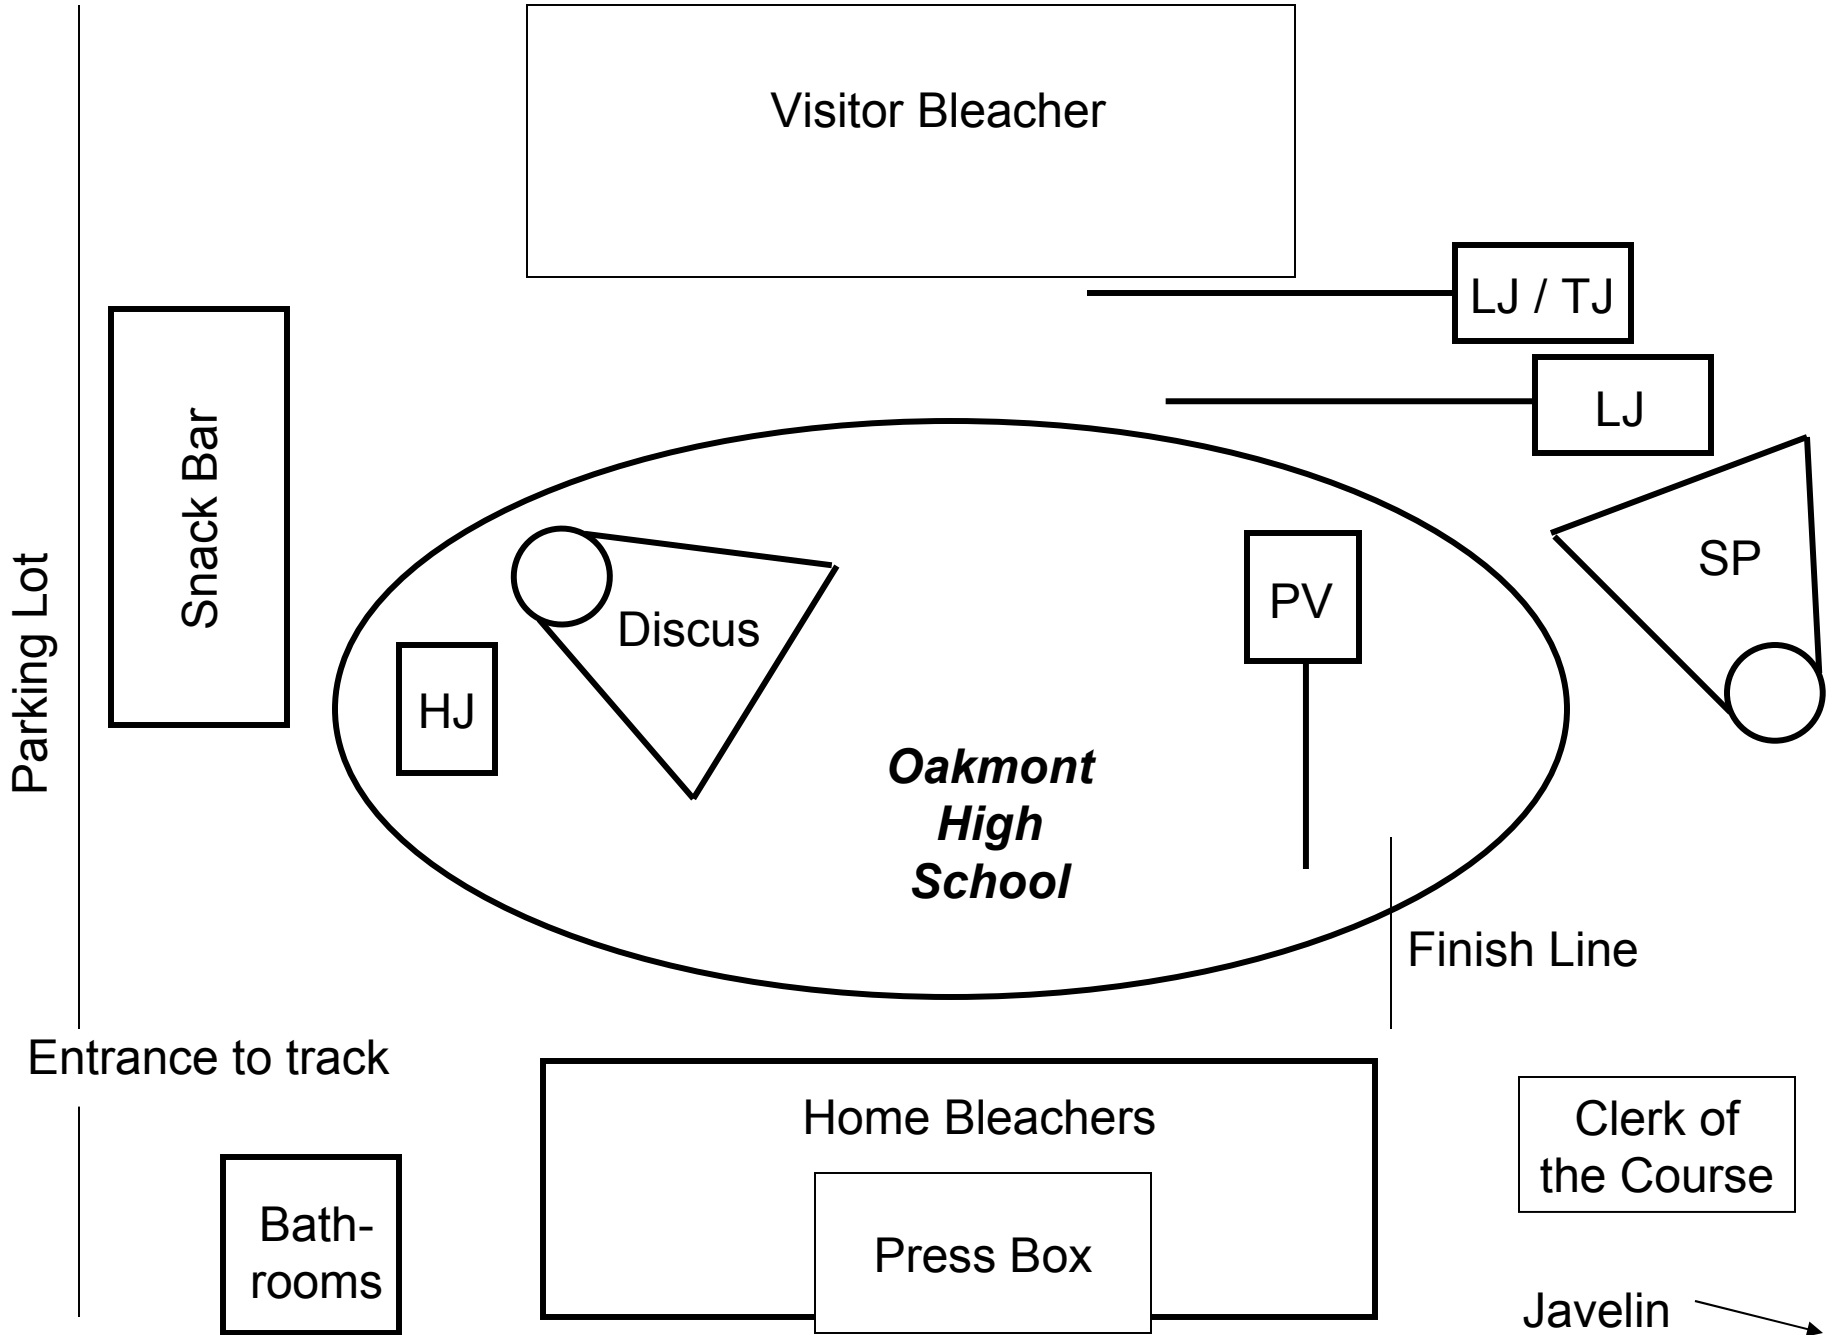 Visitor Bleacher
LJ / TJ
LJ
Snack Bar
Parking Lot
SP
PV
Discus
HJ
Oakmont
High
School
Finish Line
Entrance to track
Home Bleachers
Clerk of
the Course
Bath-
rooms
Press Box
Javelin